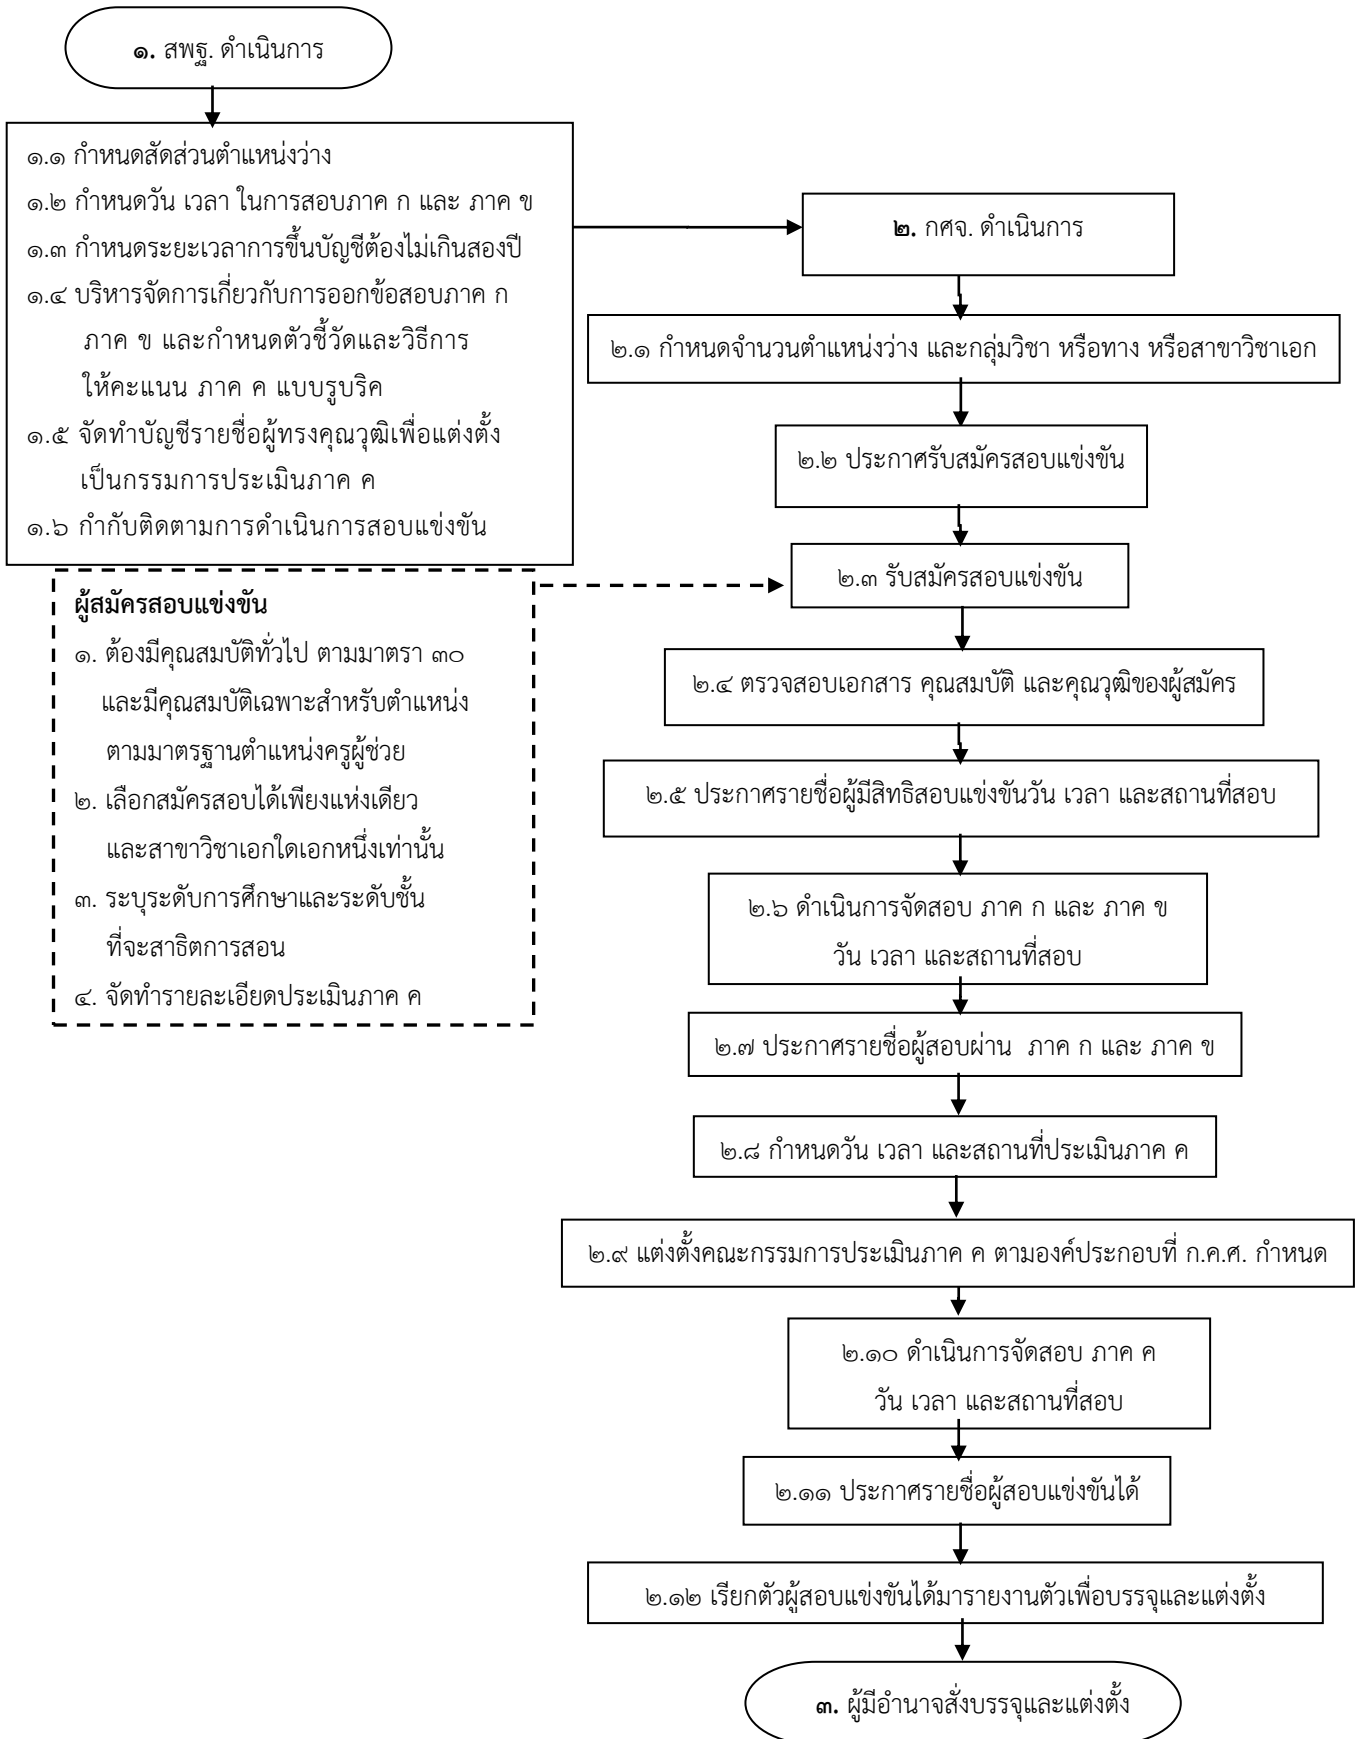 ๑. สพฐ. ดำเนินการ
๑.๑ กำหนดสัดส่วนตำแหน่งว่าง
๑.๒ กำหนดวัน เวลา ในการสอบภาค ก และ ภาค ข
๑.๓ กำหนดระยะเวลาการขึ้นบัญชีต้องไม่เกินสองปี
๑.๔ บริหารจัดการเกี่ยวกับการออกข้อสอบภาค ก
ภาค ข และกำหนดตัวชี้วัดและวิธีการ
ให้คะแนน ภาค ค แบบรูบริค
๑.๕ จัดทำบัญชีรายชื่อผู้ทรงคุณวุฒิเพื่อแต่งตั้ง
เป็นกรรมการประเมินภาค ค
๑.๖ กำกับติดตามการดำเนินการสอบแข่งขัน
ผู้สมัครสอบแข่งขัน
๑. ต้องมีคุณสมบัติทั่วไป ตามมาตรา ๓๐
และมีคุณสมบัติเฉพาะสำหรับตำแหน่ง
ตามมาตรฐานตำแหน่งครูผู้ช่วย
๒. เลือกสมัครสอบได้เพียงแห่งเดียว
และสาขาวิชาเอกใดเอกหนึ่งเท่านั้น
๓. ระบุระดับการศึกษาและระดับชั้น
ที่จะสาธิตการสอน
๔. จัดทำรายละเอียดประเมินภาค ค
๒. กศจ. ดำเนินการ
๒.๑ กำหนดจำนวนตำแหน่งว่าง และกลุ่มวิชา หรือทาง หรือสาขาวิชาเอก
๒.๒ ประกาศรับสมัครสอบแข่งขัน
๒.๓ รับสมัครสอบแข่งขัน
๒.๔ ตรวจสอบเอกสาร คุณสมบัติ และคุณวุฒิของผู้สมัคร
๒.๕ ประกาศรายชื่อผู้มีสิทธิสอบแข่งขันวัน เวลา และสถานที่สอบ
๒.๖ ดำเนินการจัดสอบ ภาค ก และ ภาค ข
วัน เวลา และสถานที่สอบ
๒.๗ ประกาศรายชื่อผู้สอบผ่าน ภาค ก และ ภาค ข
๒.๘ กำหนดวัน เวลา และสถานที่ประเมินภาค ค
๒.๙ แต่งตั้งคณะกรรมการประเมินภาค ค ตามองค์ประกอบที่ ก.ค.ศ. กำหนด
๒.๑๐ ดำเนินการจัดสอบ ภาค ค
วัน เวลา และสถานที่สอบ
๒.๑๑ ประกาศรายชื่อผู้สอบแข่งขันได้
๒.๑๒ เรียกตัวผู้สอบแข่งขันได้มารายงานตัวเพื่อบรรจุและแต่งตั้ง
๓. ผู้มีอำนาจสั่งบรรจุและแต่งตั้ง